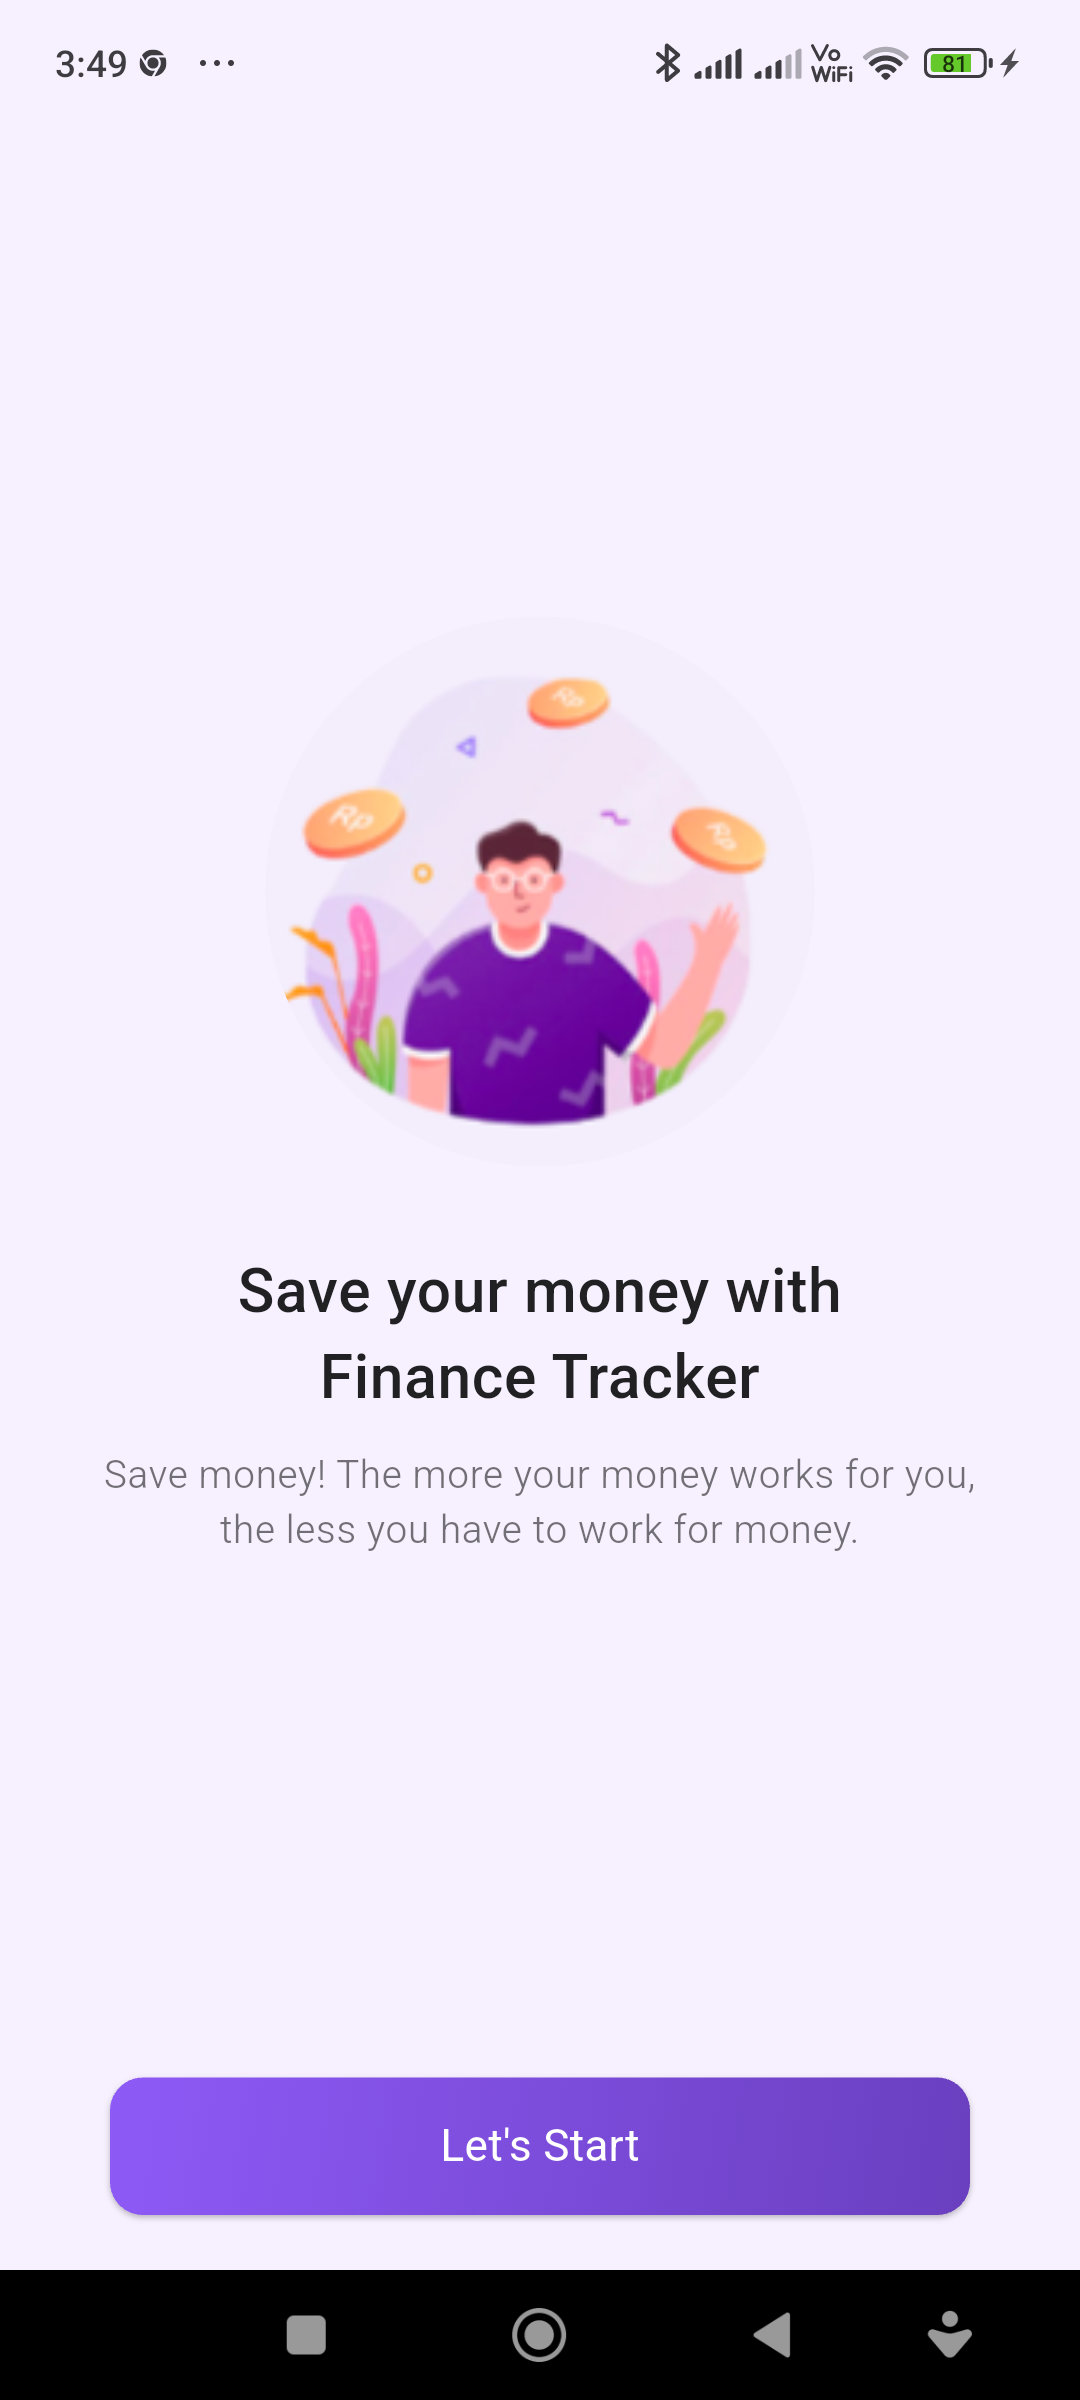 3:49
Vo
WiFi
81
Rp
Rp
Rp
Save your money with
Finance Tracker
Save money! The more your money works for you,
the less you have to work for money.
Let's Start